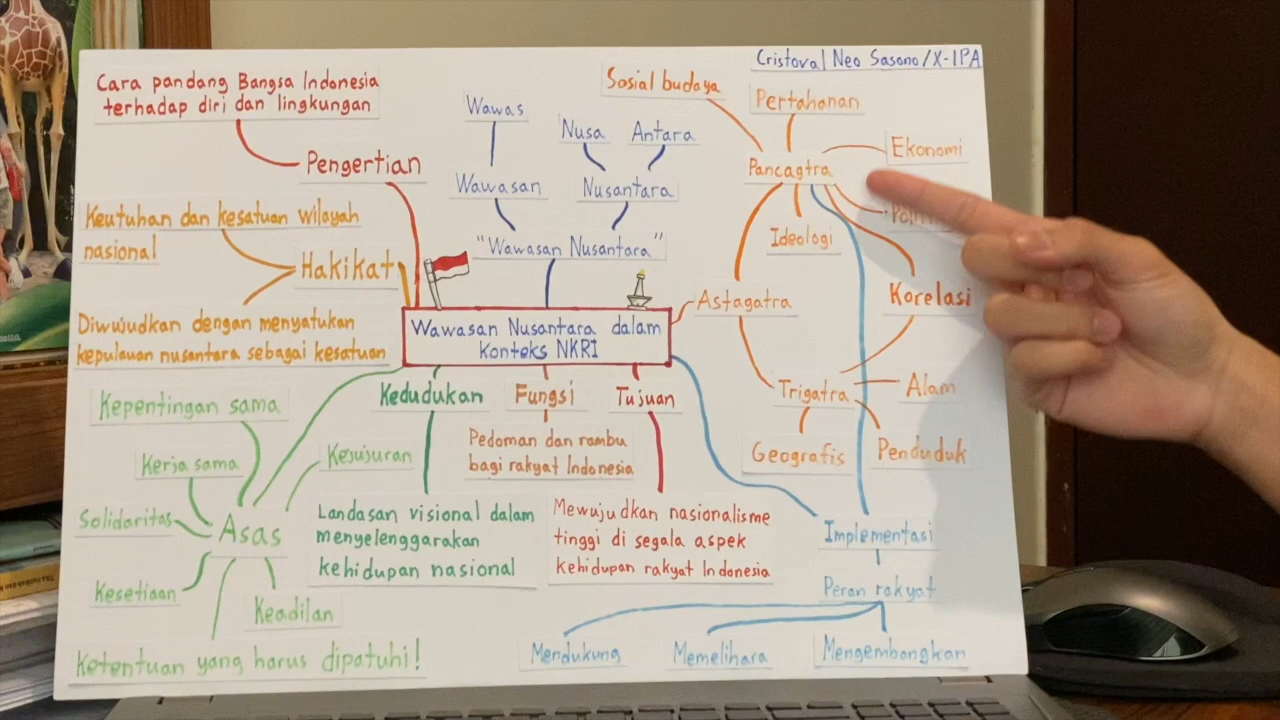 Cristoval Neo Sasono/X-IPA
Cara pandang Bangsa Indonesia
terhadap diri dan lingkungan
Pengertian
Keutuhan dan kesatuan wilayah
nasional
Hakikat
Diwujudkan dengan menyatukan
kepulauan nusantara sebagai kesatuan
Wawas
Nusa
Antara
Wawasan
Nusantara
"Wawasan Nusantara"
Wawasan Nusantara dalam
Konteks NKRI
Sosial budaya
Pertahanan
Ekonomi
Pancagtra
Ideologi
Korelasi
Astagatra
Trigatra
Alam
Geografis
Penduduk
Kedudukan
Landasan visional dalam
menyelenggarakan
kehidupan nasional
Fungsi
Pedoman dan rambu
bagi rakyat Indonesia
Tujuan
Mewujudkan nasionalisme
tinggi di segala aspek
kehidupan rakyat Indonesia
Kepentingan sama
Kerja sama
Kejujuran
Solidaritas
Asas
Kesetiaan
Keadilan
Ketentuan yang harus dipatuhi!
Implementasi
Peran rakyat
Mendukung
Memelihara
Mengembangkan